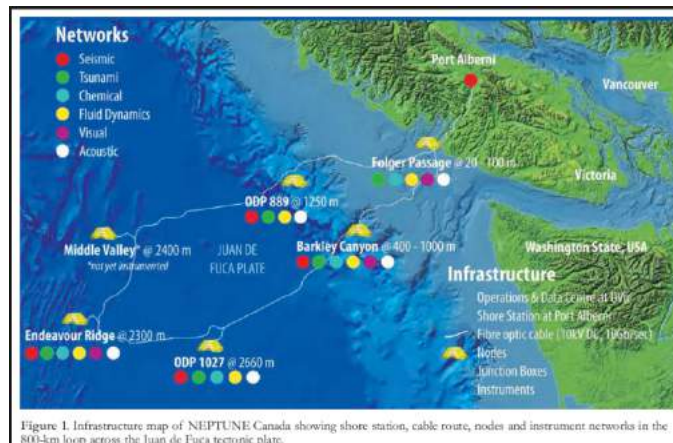 Networks
Seismic
Tsunami
Chemical
Fluid Dynamics
Visual
Acoustic
Port Alberni
Vancouver
Folger Passage @ 20 - 100 m
Victoria
ODP 889 @ 1250 m
Middle Valley* @ 2400 m
*not yet instrumented
JUAN DE
FUCA PLATE
Barkley Canyon @ 400 - 1000 m
Washington State, USA
Infrastructure
Operations & Data Centre at UVic
Shore Station at Port Alberni
Fibre optic cable (10kV DC, 10Gb/sec)
Nodes
Junction Boxes
Instruments
Endeavour Ridge @ 2300 m
ODP 1027 @ 2660 m
Figure 1. Infrastructure map of NEPTUNE Canada showing shore station, cable route, nodes and instrument networks in the
800-km loop across the Juan de Fuca tectonic plate.